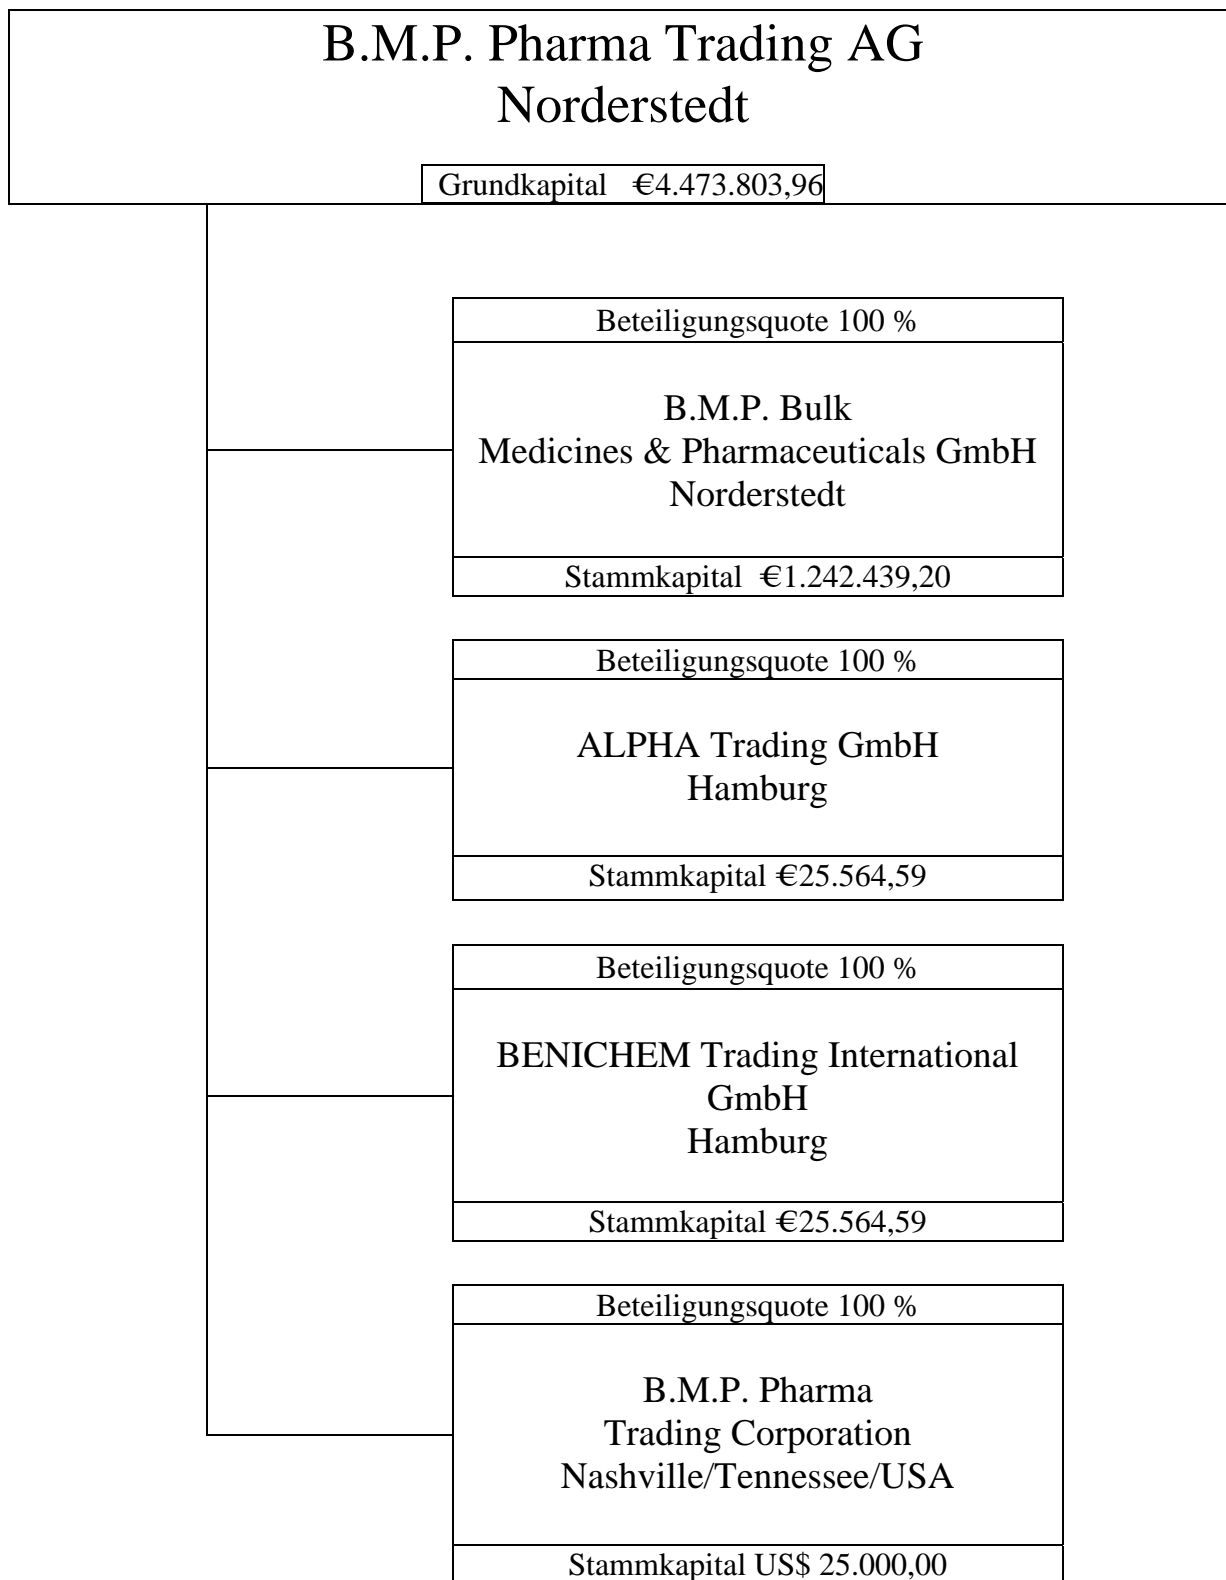 B.M.P. Pharma Trading AG
Norderstedt
Grundkapital €4.473.803,96
Beteiligungsquote 100 %
B.M.P. Bulk
Medicines & Pharmaceuticals GmbH
Norderstedt
Stammkapital €1.242.439,20
Beteiligungsquote 100 %
ALPHA Trading GmbH
Hamburg
Stammkapital €25.564,59
Beteiligungsquote 100 %
BENICHEM Trading International
GmbH
Hamburg
Stammkapital €25.564,59
Beteiligungsquote 100 %
B.M.P. Pharma
Trading Corporation
Nashville/Tennessee/USA
Stammkapital US$ 25.000,00